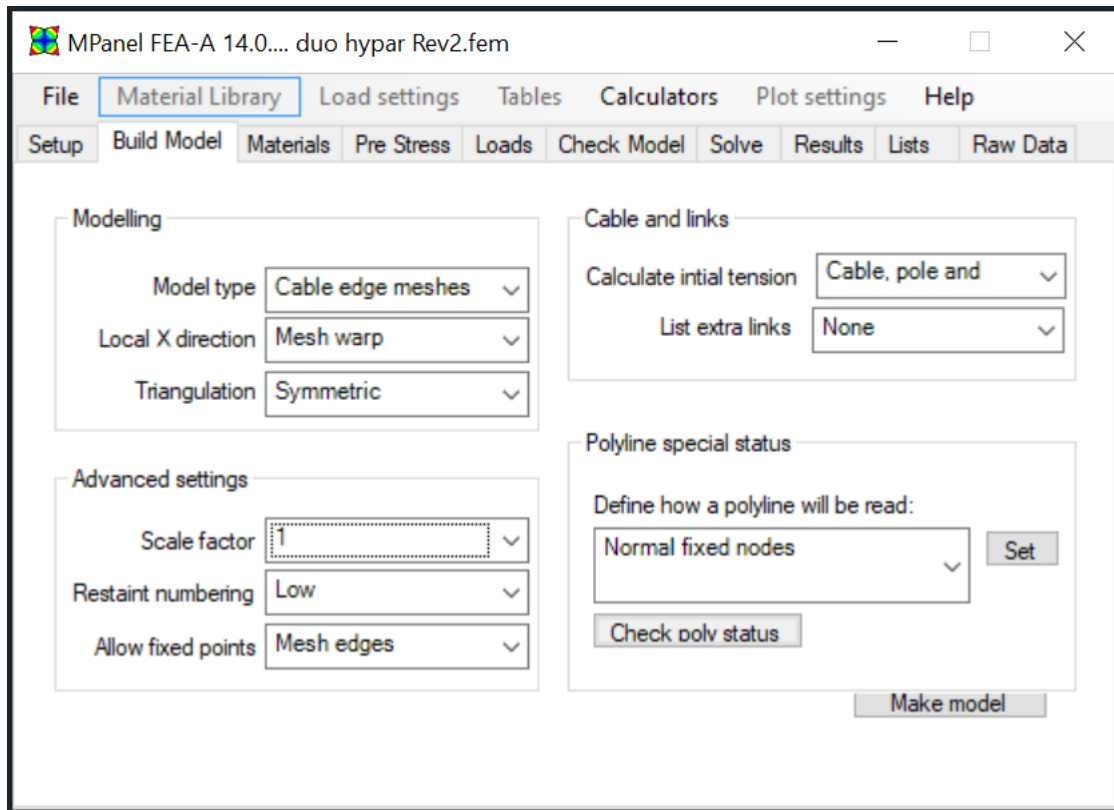 MPanel FEA-A 14.0.... duo hypar Rev2.fem
File Material Library Load settings Tables Calculators Plot settings Help
Setup Build Model Materials Pre Stress Loads Check Model Solve Results Lists Raw Data
Modelling
Model type Cable edge meshes
Local X direction Mesh warp
Triangulation Symmetric
Advanced settings
Scale factor 1
Restaint numbering Low
Allow fixed points Mesh edges
Cable and links
Calculate intial tension Cable, pole and
List extra links None
Polyline special status
Define how a polyline will be read:
Normal fixed nodes Set
Check poly status
Make model